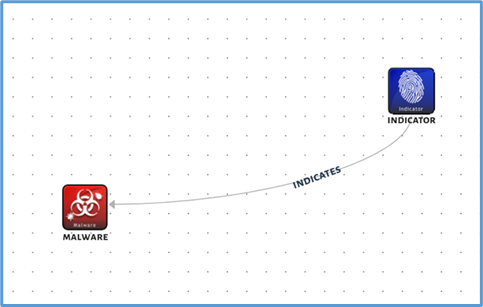 Indicator
INDICATOR
INDICATES
Malware
MALWARE